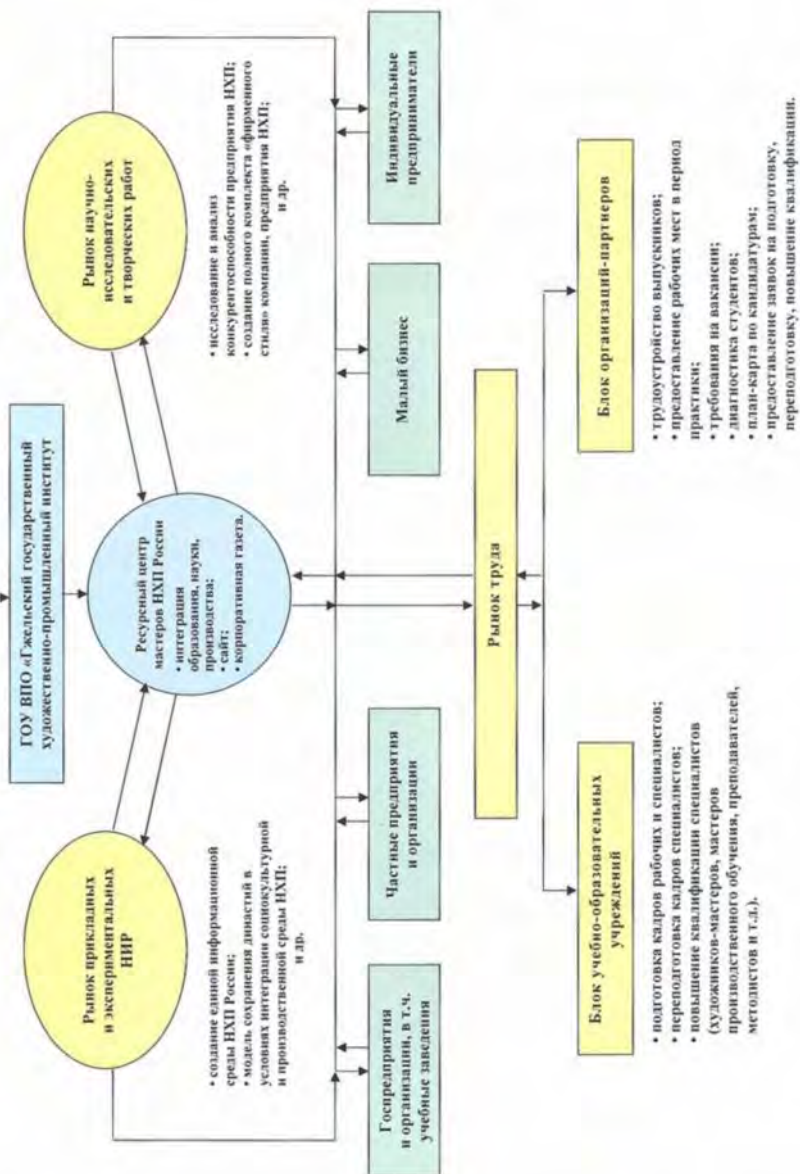 ГОУ ВПО «Гжельский государственный
художественно-промышленный институт
Рынок прикладных
и экспериментальных
НИР
Ресурсный центр
мастеров НХП России
• интеграция
образования, науки,
производства;
• сайт;
• корпоративная газета.
Рынок научно-
исследовательских
и творческих работ
• создание единой информационной
среды НХП России;
• модель сохранения династий в
условиях интеграции социокультурной
и производственной среды НХП;
и др.
• исследование и анализ
конкурентоспособности предприятия НХП;
• создание полного комплекта «фирменного
стиля» компании, предприятия НХП;
и др.
Госпредприятия
и организации, в т.ч.
учебные заведения
Частные предприятия
и организации
Малый бизнес
Индивидуальные
предприниматели
Рынок труда
Блок учебно-образовательных
учреждений
• подготовка кадров рабочих и специалистов;
• переподготовка кадров специалистов;
• повышение квалификации специалистов
(художников-мастеров, мастеров
производственного обучения, преподавателей,
методистов и т.д.).
Блок организаций-партнеров
• трудоустройство выпускников;
• предоставление рабочих мест в период
практики;
• требования на вакансии;
• диагностика студентов;
• план-карта по кандидатурам;
• предоставление заявок на подготовку,
переподготовку, повышение квалификации.